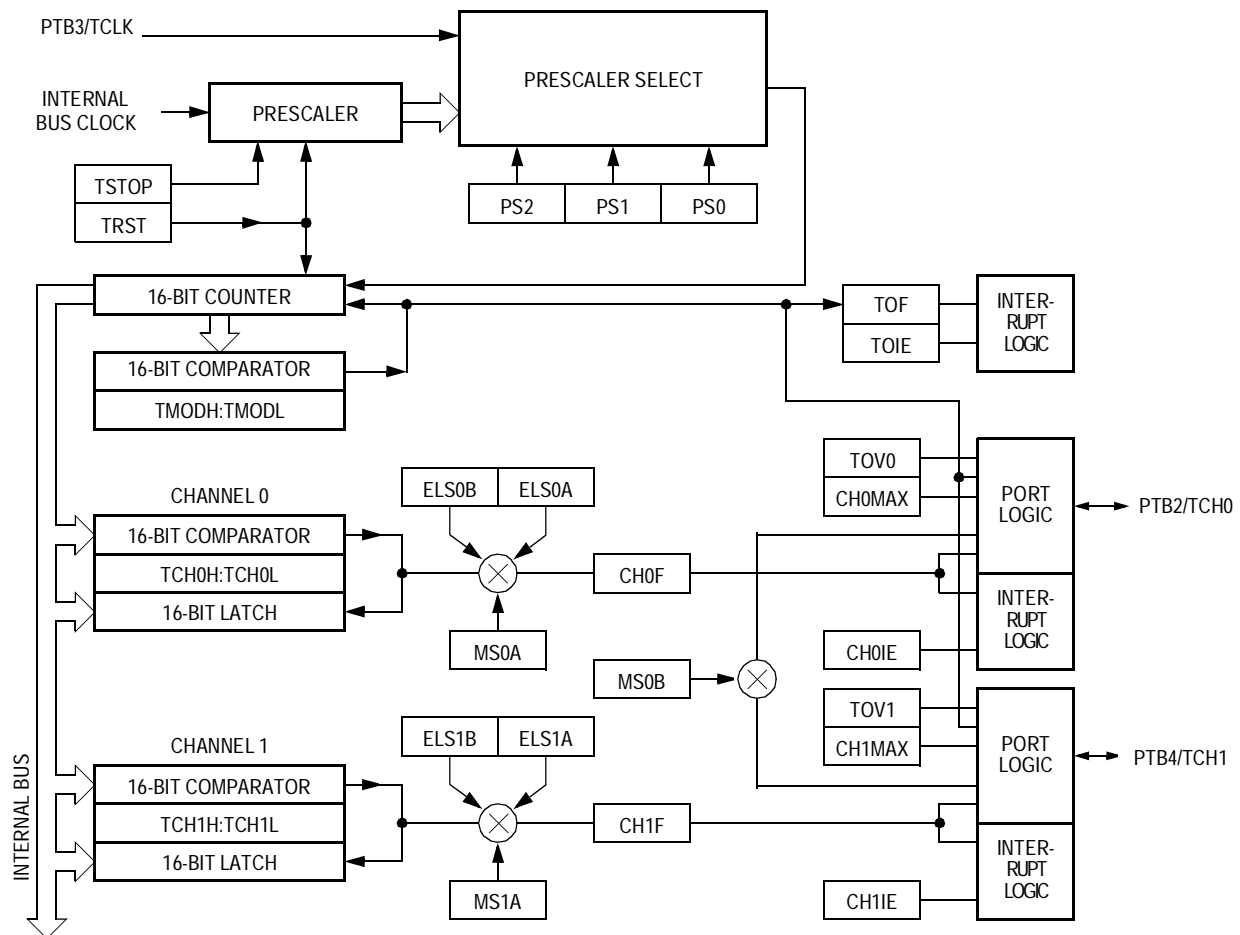 PTB3/TCLK
PRESCALER SELECT
INTERNAL
BUS CLOCK
PRESCALER
TSTOP
TRST
PS2
PS1
PS0
16-BIT COUNTER
16-BIT COMPARATOR
TMODH:TMODL
TOF
TOIE
INTER-
RUPT
LOGIC
CHANNEL 0
16-BIT COMPARATOR
TCH0H:TCH0L
16-BIT LATCH
ELS0B
ELS0A
MS0A
CH0F
TOV0
CH0MAX
PORT
LOGIC
PTB2/TCH0
INTER-
RUPT
LOGIC
CH0IE
MS0B
CHANNEL 1
16-BIT COMPARATOR
TCH1H:TCH1L
16-BIT LATCH
ELS1B
ELS1A
MS1A
CH1F
TOV1
CH1MAX
PORT
LOGIC
PTB4/TCH1
INTER-
RUPT
LOGIC
CH1IE
INTERNAL BUS